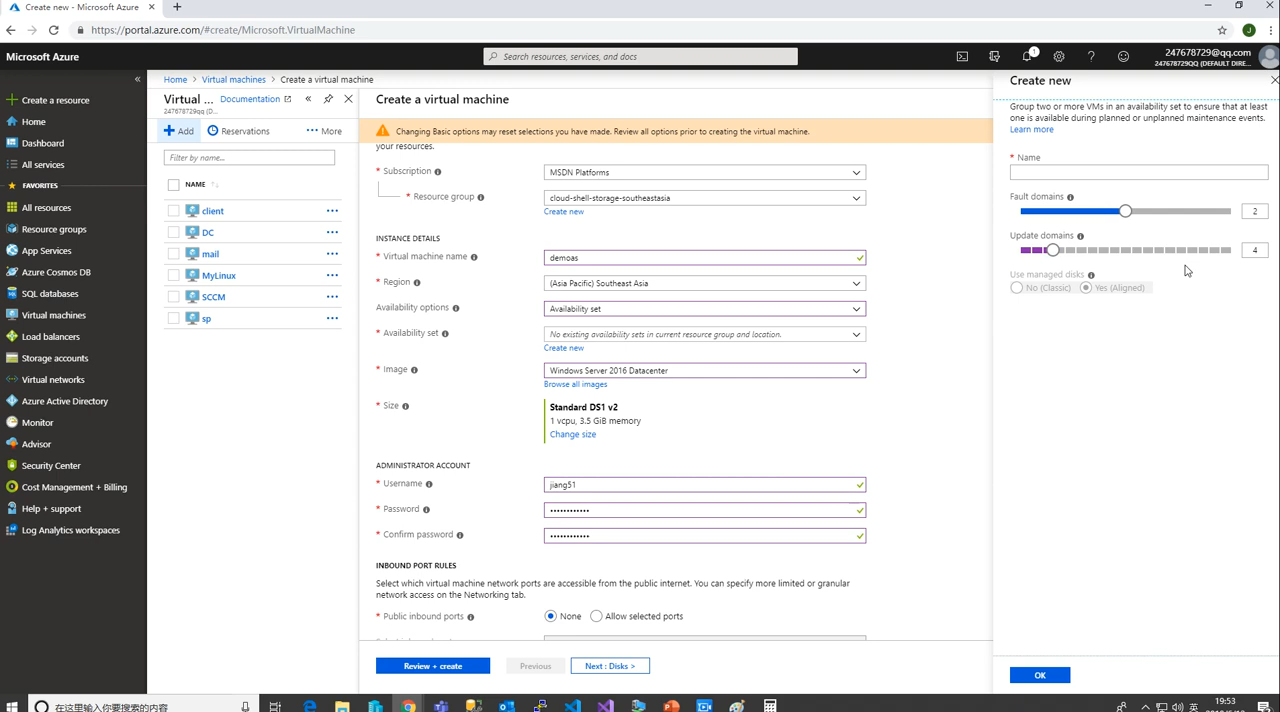 Create new - Microsoft Azure
https://portal.azure.com/#create/Microsoft.VirtualMachine
J
Microsoft Azure
Search resources, services, and docs
1
247678729@qq.com
247678729QQ (DEFAULT DIRE...
Create a resource
Home
Dashboard
All services
FAVORITES
All resources
Resource groups
App Services
Azure Cosmos DB
SQL databases
Virtual machines
Load balancers
Storage accounts
Virtual networks
Azure Active Directory
Monitor
Advisor
Security Center
Cost Management + Billing
Help + support
Log Analytics workspaces
Home > Virtual machines > Create a virtual machine
Virtual ... Documentation
247678729qq (D...
Add Reservations ··· More
Filter by name...
NAME
client
DC
mail
MyLinux
SCCM
sp
Create a virtual machine
Changing Basic options may reset selections you have made. Review all options prior to creating the virtual machine.
your resources.
* Subscription MSDN Platforms
* Resource group cloud-shell-storage-southeastasia
Create new
INSTANCE DETAILS
* Virtual machine name demoas
* Region (Asia Pacific) Southeast Asia
Availability options Availability set
* Availability set No existing availability sets in current resource group and location.
Create new
* Image Windows Server 2016 Datacenter
Browse all images
* Size Standard DS1 v2
1 vcpu, 3.5 GiB memory
Change size
ADMINISTRATOR ACCOUNT
* Username jiang51
* Password ••••••••••••
* Confirm password ••••••••••••
INBOUND PORT RULES
Select which virtual machine network ports are accessible from the public internet. You can specify more limited or granular
network access on the Networking tab.
* Public inbound ports None Allow selected ports
Review + create Previous Next : Disks >
Create new
Group two or more VMs in an availability set to ensure that at least
one is available during planned or unplanned maintenance events.
Learn more
* Name
Fault domains
2
Update domains
4
Use managed disks
No (Classic) Yes (Aligned)
OK
在这里输入你要搜索的内容
英
19:53